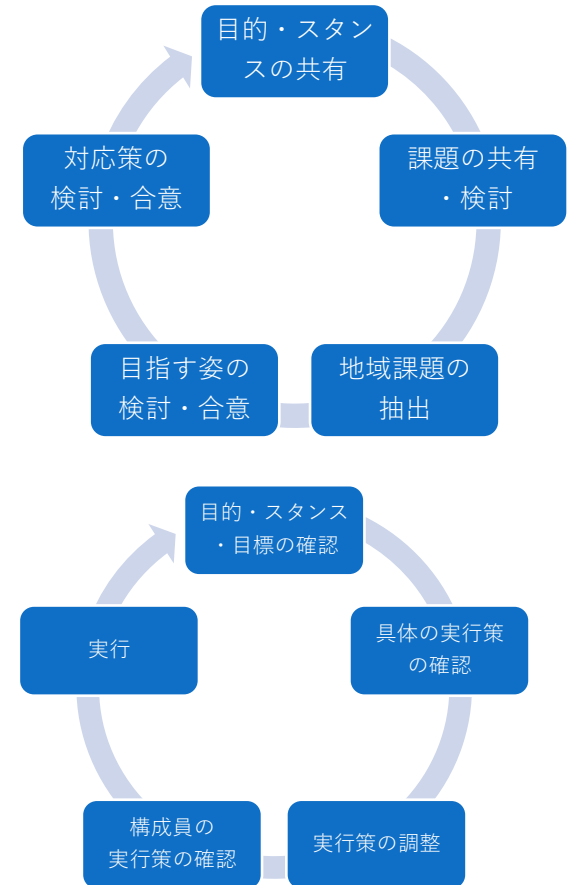 目的・スタン
スの共有
課題の共有
・検討
地域課題の
抽出
目指す姿の
検討・合意
対応策の
検討・合意
目的・スタンス
・目標の確認
具体の実行策
の確認
実行策の調整
構成員の
実行策の確認
実行